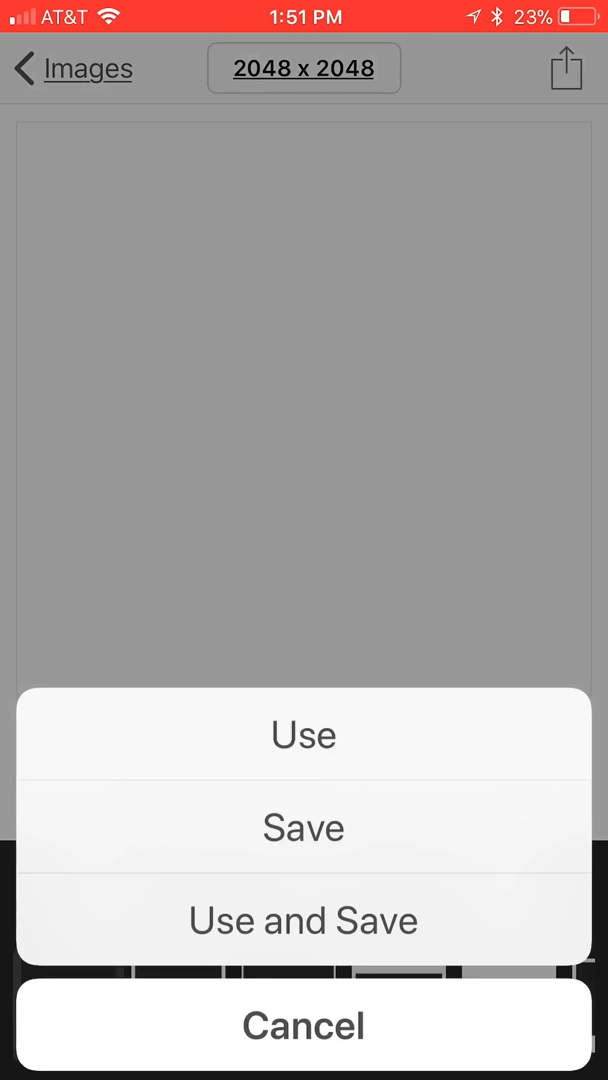 AT&T 1:51 PM 23%
Images 2048 x 2048
Use
Save
Use and Save
Cancel